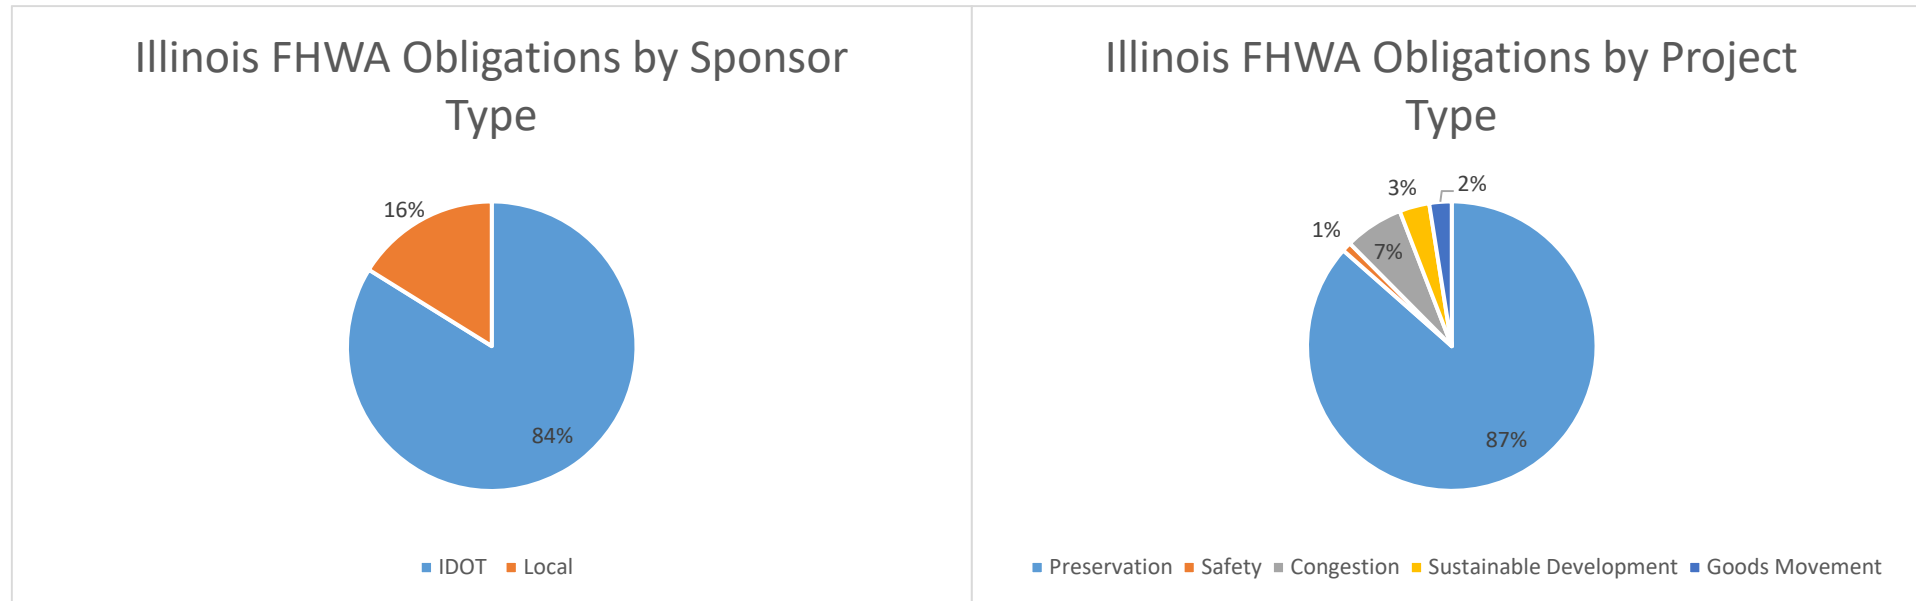 Illinois FHWA Obligations by Sponsor
Type
16%
84%
IDOT Local
Illinois FHWA Obligations by Project
Type
3%
2%
1%
7%
87%
Preservation Safety Congestion Sustainable Development Goods Movement